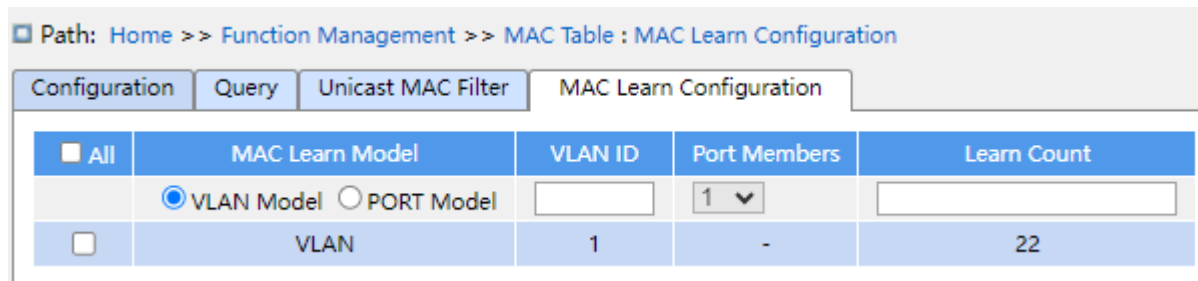 Path: Home >> Function Management >> MAC Table : MAC Learn Configuration
Configuration Query Unicast MAC Filter MAC Learn Configuration
All MAC Learn Model VLAN ID Port Members Learn Count
VLAN Model PORT Model 1
VLAN 1 - 22